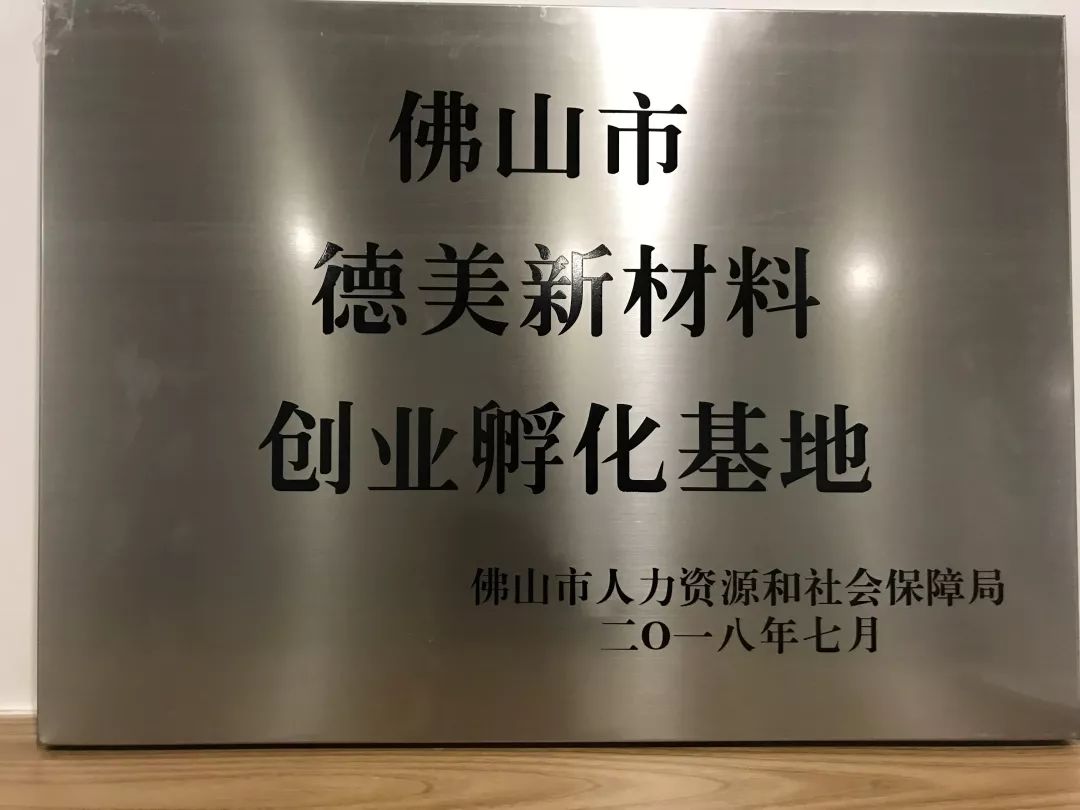 佛山市
德美新材料
创业孵化基地
佛山市人力资源和社会保障局
二O一八年七月